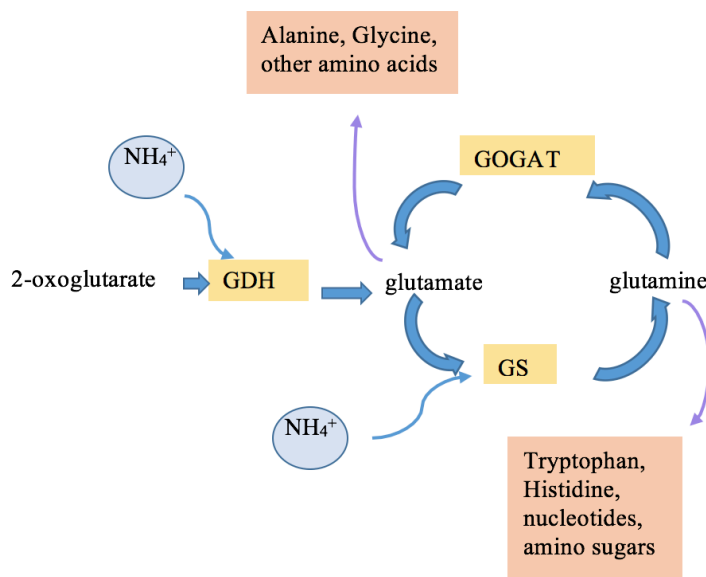 Alanine, Glycine,
other amino acids
NH₄⁺
GOGAT
2-oxoglutarate
GDH
glutamate
glutamine
GS
NH₄⁺
Tryptophan,
Histidine,
nucleotides,
amino sugars